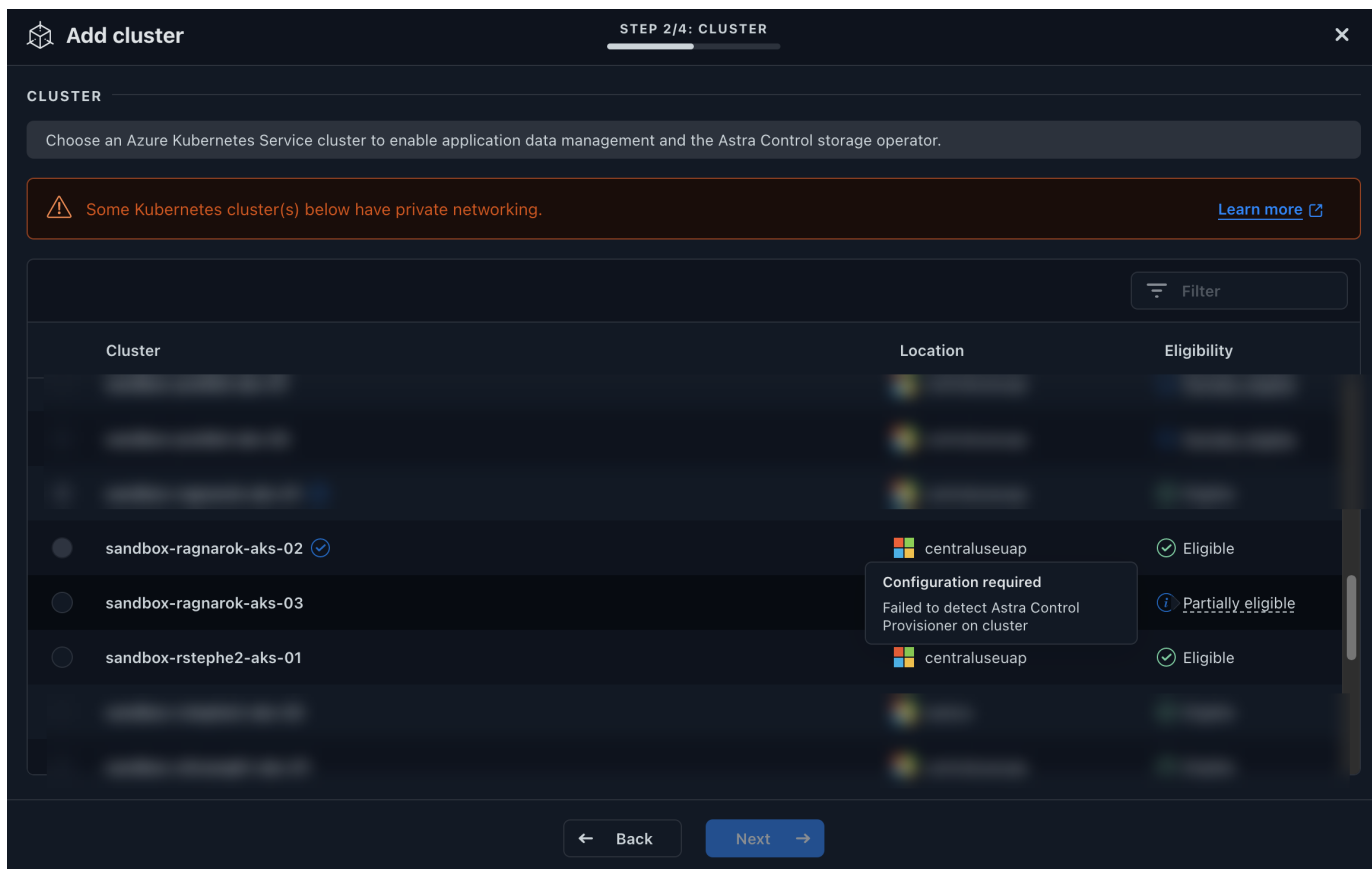 Add cluster
STEP 2/4: CLUSTER
CLUSTER
Choose an Azure Kubernetes Service cluster to enable application data management and the Astra Control storage operator.
Some Kubernetes cluster(s) below have private networking.
Learn more
Filter
Cluster Location Eligibility
sandbox-ragnarok-aks-02 centraluseuap Eligible
Configuration required
Failed to detect Astra Control
Provisioner on cluster
sandbox-ragnarok-aks-03 Partially eligible
sandbox-rstephe2-aks-01 centraluseuap Eligible
Back
Next